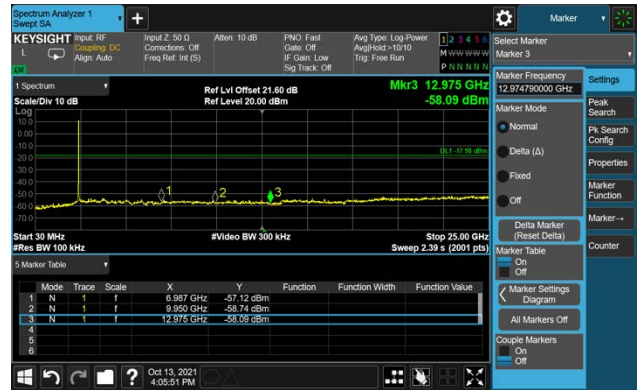 Spectrum Analyzer 1
Swept SA
Marker
KEYSIGHT
L
Input: RF
Coupling: DC
Align: Auto
Input Z: 50 Ω
Corrections: Off
Freq Ref: Int (S)
Atten: 10 dB
PNO: Fast
Gate: Off
IF Gain: Low
Sig Track: Off
Avg Type: Log-Power
Avg|Hold:>10/10
Trig: Free Run
1 2 3 4 5 6
M W W W W W
P N N N N N
Select Marker
Marker 3
1 Spectrum
Scale/Div 10 dB
Ref Lvl Offset 21.60 dB
Ref Level 20.00 dBm
Mkr3 12.975 GHz
-58.09 dBm
Log
10.0
0.00
-10.0
-20.0
-30.0
-40.0
-50.0
-60.0
-70.0
DL1 -17.98 dBm
1
2
3
Start 30 MHz
#Res BW 100 kHz
#Video BW 300 kHz
Stop 25.00 GHz
Sweep 2.39 s (2001 pts)
5 Marker Table
Mode Trace Scale X Y Function Function Width Function Value
1 N 1 f 6.987 GHz -57.12 dBm
2 N 1 f 9.950 GHz -58.74 dBm
3 N 1 f 12.975 GHz -58.09 dBm
4
5
6
Marker Frequency
12.974790000 GHz
Marker Mode
Normal
Delta (Δ)
Fixed
Off
Delta Marker
(Reset Delta)
Marker Table
On
Off
Marker Settings
Diagram
All Markers Off
Couple Markers
On
Off
Settings
Peak
Search
Pk Search
Config
Properties
Marker
Function
Marker→
Counter
Oct 13, 2021
4:05:51 PM